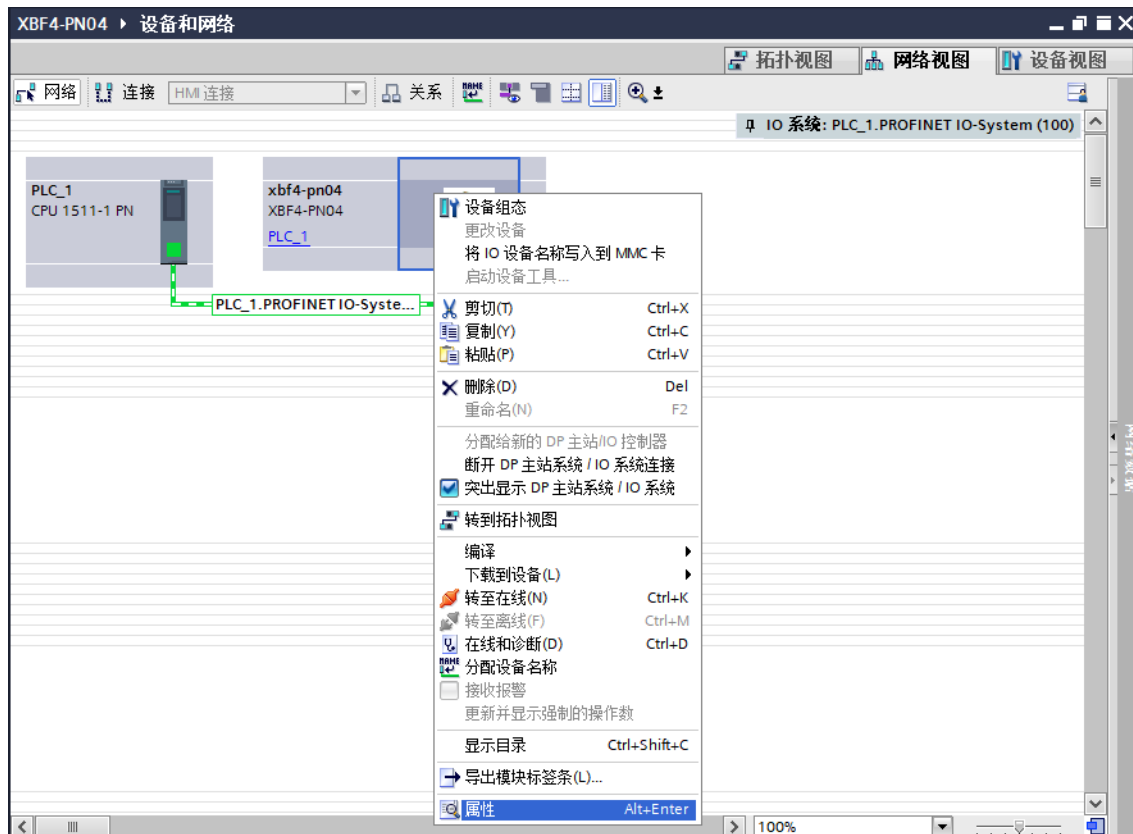 XBF4-PN04 ▸ 设备和网络
拓扑视图 网络视图 设备视图
网络 连接 HMI 连接 关系
IO 系统: PLC_1.PROFINET IO-System (100)
PLC_1
CPU 1511-1 PN
xbf4-pn04
XBF4-PN04
PLC_1
PLC_1.PROFINET IO-Syste...
设备组态
更改设备
将 IO 设备名称写入到 MMC 卡
启动设备工具...
剪切(T) Ctrl+X
复制(Y) Ctrl+C
粘贴(P) Ctrl+V
删除(D) Del
重命名(N) F2
分配给新的 DP 主站/IO 控制器
断开 DP 主站系统 / IO 系统连接
突出显示 DP 主站系统 / IO 系统
转到拓扑视图
编译
下载到设备(L)
转至在线(N) Ctrl+K
转至离线(F) Ctrl+M
在线和诊断(D) Ctrl+D
分配设备名称
接收报警
更新并显示强制的操作数
显示目录 Ctrl+Shift+C
导出模块标签条(L)...
属性 Alt+Enter
100%